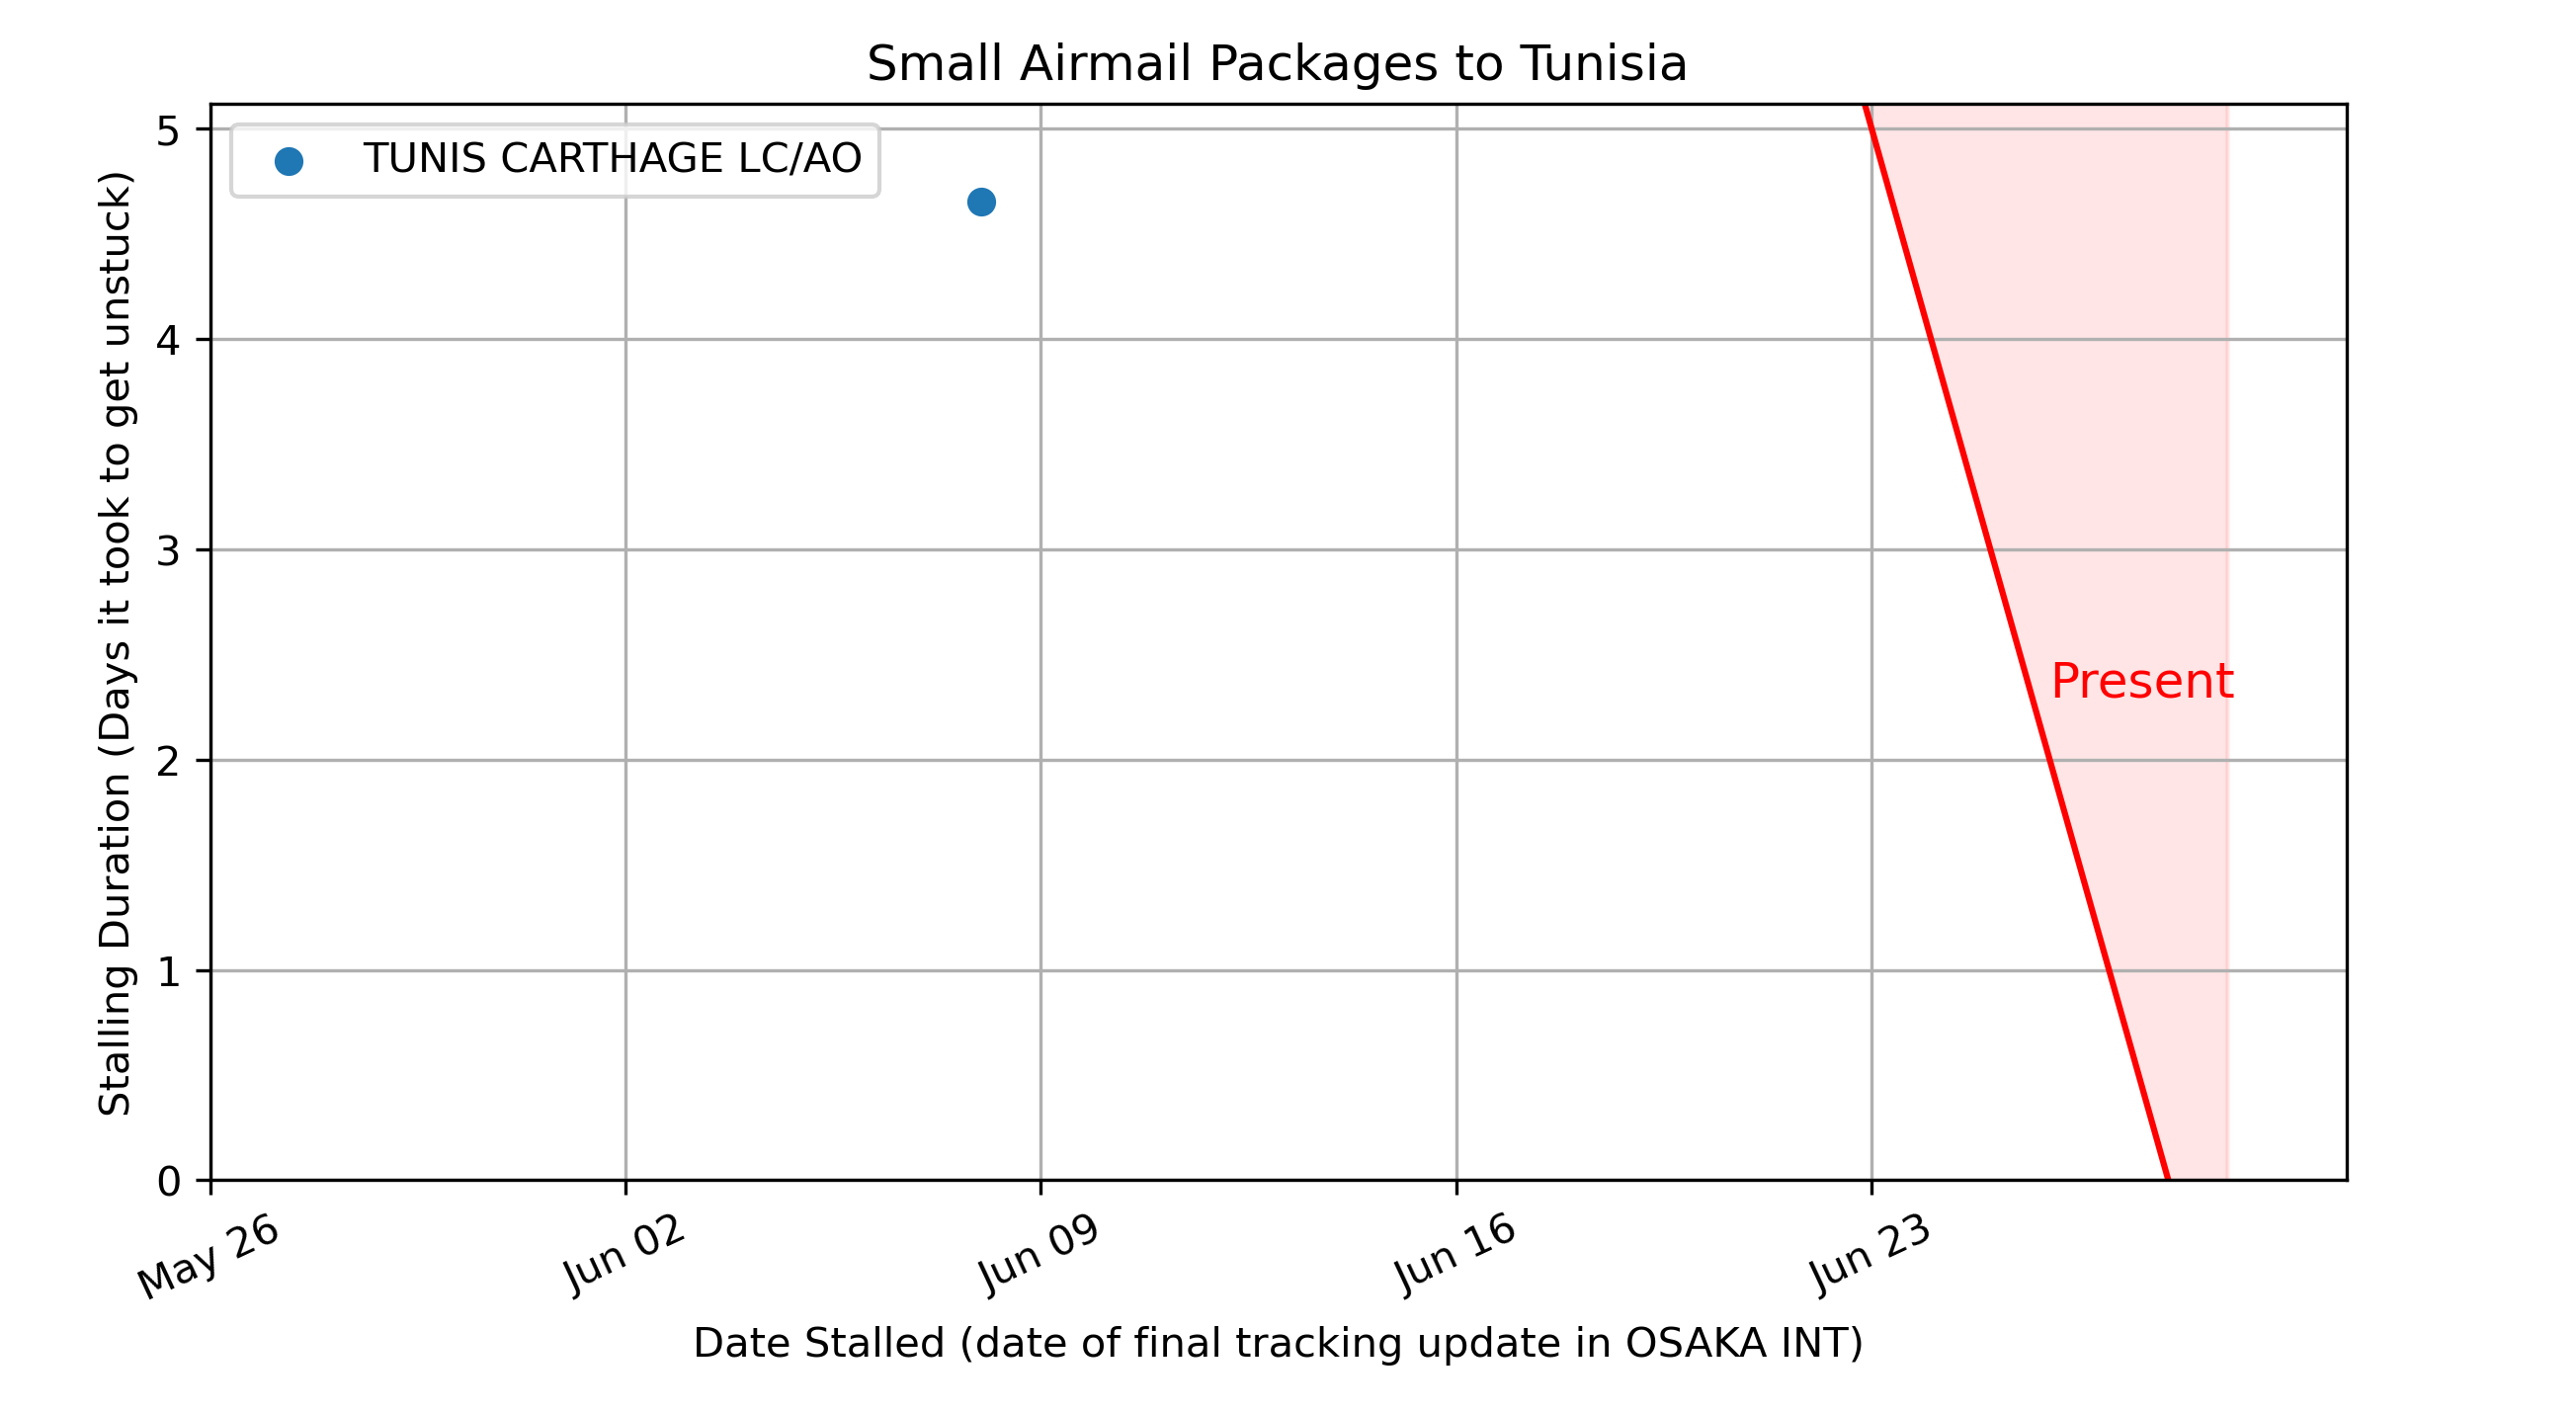 Small Airmail Packages to Tunisia
TUNIS CARTHAGE LC/AO
Stalling Duration (Days it took to get unstuck)
5
4
3
2
1
0
Present
May 26
Jun 02
Jun 09
Jun 16
Jun 23
Date Stalled (date of final tracking update in OSAKA INT)